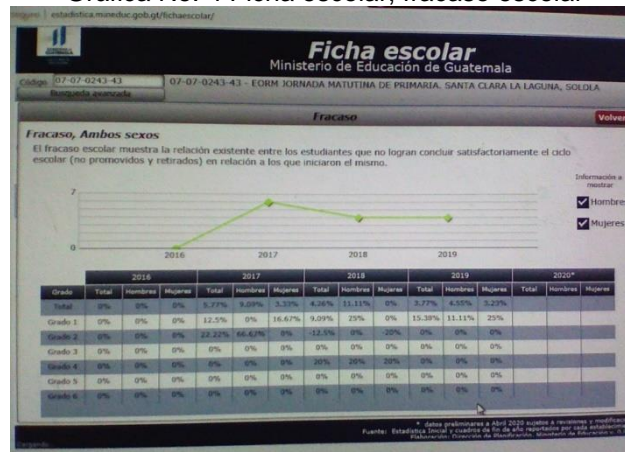 estadistica.mineduc.gob.gt/fichaescolar/
Ficha escolar
Ministerio de Educación de Guatemala
Código 07-07-0243-43
07-07-0243-43 - EORM JORNADA MATUTINA DE PRIMARIA. SANTA CLARA LA LAGUNA, SOLOLA
Busqueda avanzada
Fracaso
Volver
Fracaso, Ambos sexos
El fracaso escolar muestra la relación existente entre los estudiantes que no logran concluir satisfactoriamente el ciclo
escolar (no promovidos y retirados) en relación a los que iniciaron el mismo.
Información a
mostrar
Hombre
Mujeres
7
0
2016 2017 2018 2019
2016 2017 2018 2019 2020*
Grado Total Hombres Mujeres Total Hombres Mujeres Total Hombres Mujeres Total Hombres Mujeres Total Hombres Mujeres
Total 0% 0% 0% 5.77% 9.09% 3.33% 4.26% 11.11% 0% 3.77% 4.55% 3.23%
Grado 1 0% 0% 0% 12.5% 0% 16.67% 9.09% 25% 0% 15.38% 11.11% 25%
Grado 2 0% 0% 0% 22.22% 66.67% 0% -12.5% 0% -20% 0% 0% 0%
Grado 3 0% 0% 0% 0% 0% 0% 0% 0% 0% 0% 0% 0%
Grado 4 0% 0% 0% 0% 0% 0% 20% 20% 20% 0% 0% 0%
Grado 5 0% 0% 0% 0% 0% 0% 0% 0% 0% 0% 0% 0%
Grado 6 0% 0% 0% 0% 0% 0% 0% 0% 0% 0% 0% 0%
* datos preliminares a Abril 2020 sujetos a revisiones y modificaci
Fuente: Estadística Inicial y cuadros de fin de año reportados por cada establecimie
Elaboración: Dirección de Planificación, Ministerio de Educación